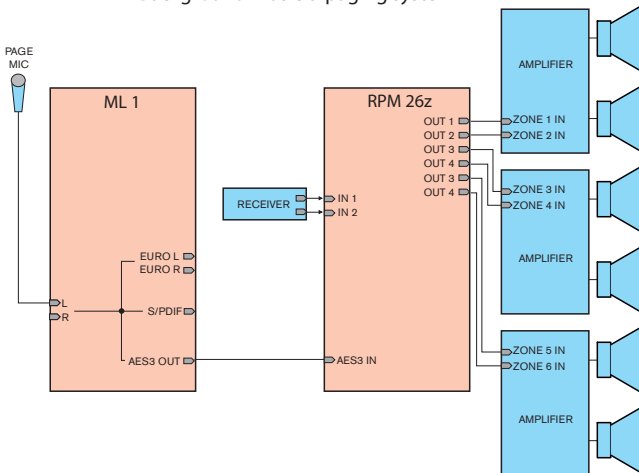 paging
PAGE
MIC
ML 1
L
R
EURO L
EURO R
S/PDIF
AES3 OUT
RECEIVER
RPM 26z
OUT 1
OUT 2
OUT 3
OUT 4
OUT 3
OUT 4
IN 1
IN 2
AES3 IN
AMPLIFIER
ZONE 1 IN
ZONE 2 IN
ZONE 3 IN
ZONE 4 IN
AMPLIFIER
ZONE 5 IN
ZONE 6 IN
AMPLIFIER